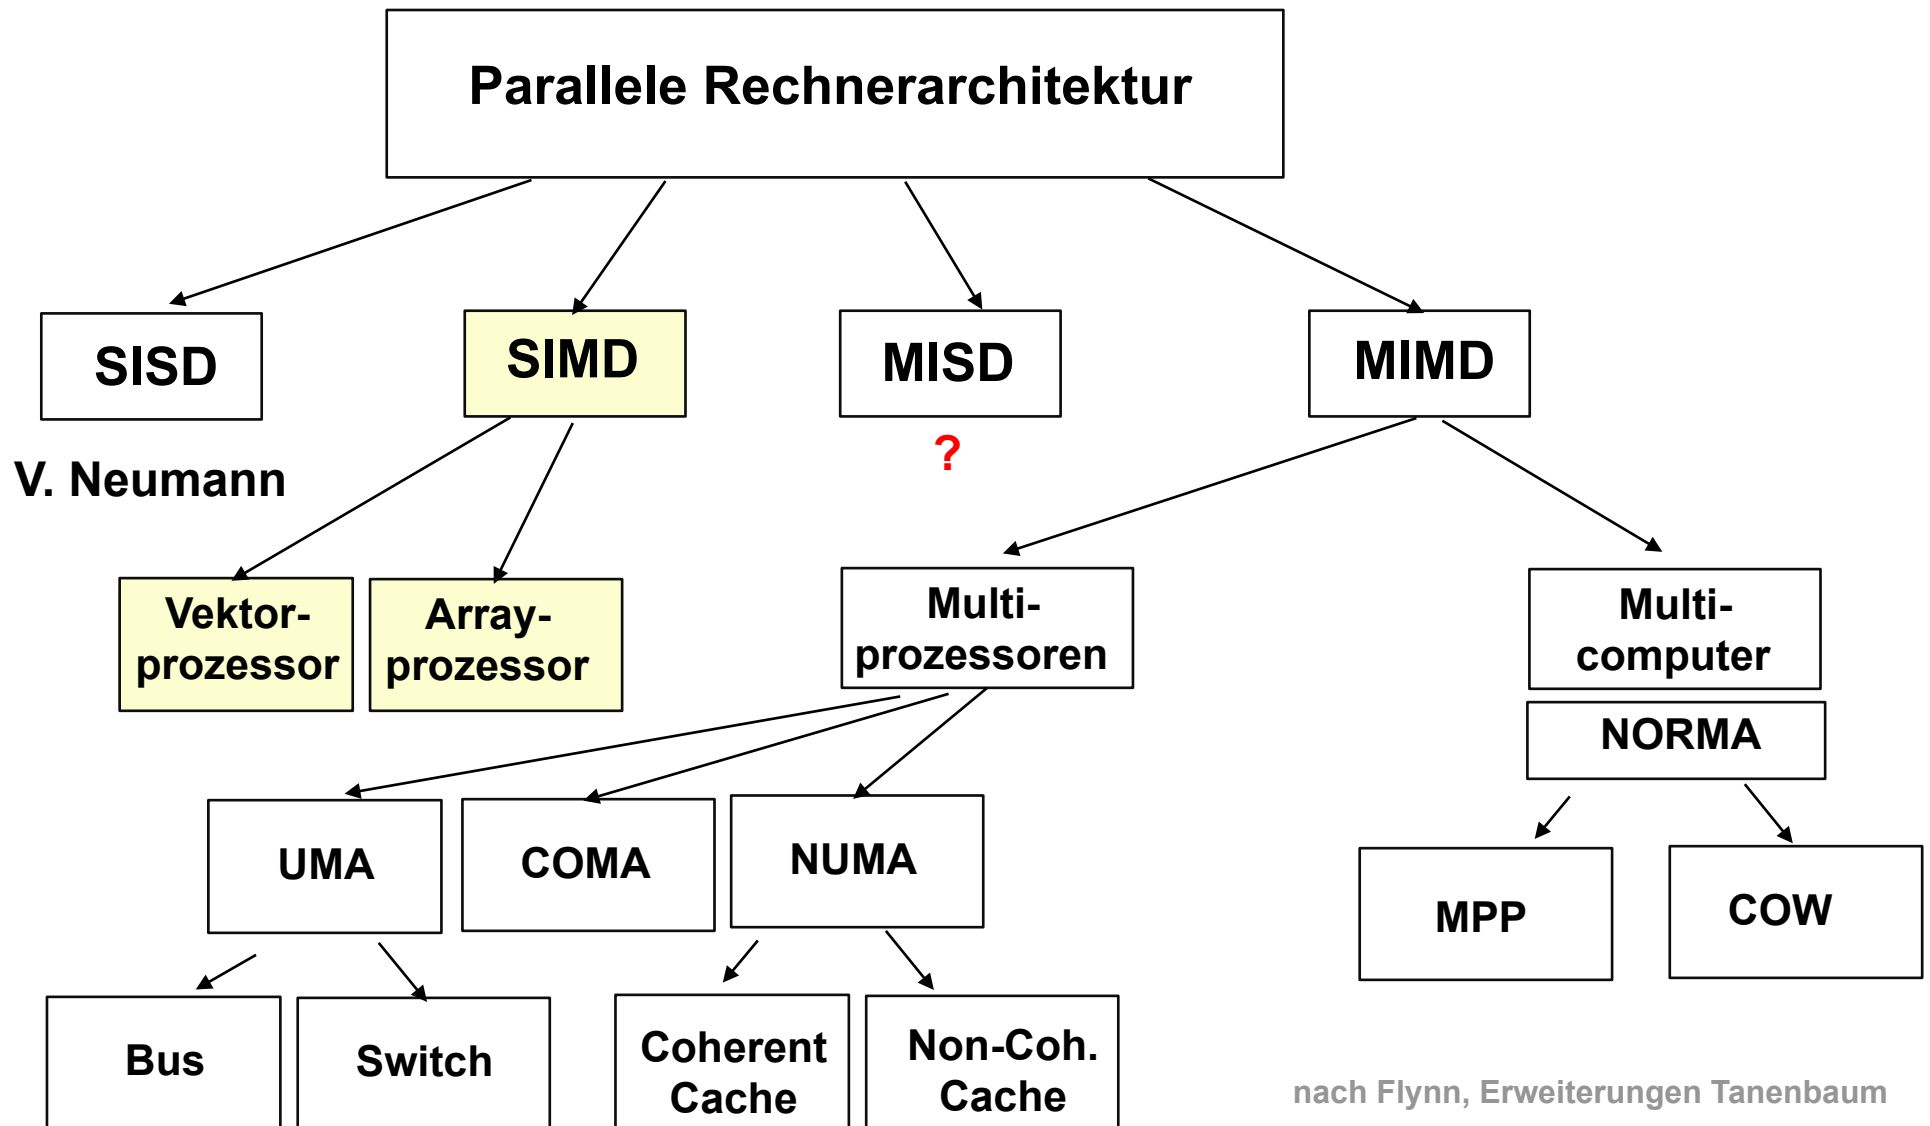 Parallele Rechnerarchitektur
SISD
SIMD
MISD
MIMD
V. Neumann
?
Vektor-
prozessor
Array-
prozessor
Multi-
prozessoren
Multi-
computer
NORMA
UMA
COMA
NUMA
MPP
COW
Bus
Switch
Coherent
Cache
Non-Coh.
Cache
nach Flynn, Erweiterungen Tanenbaum